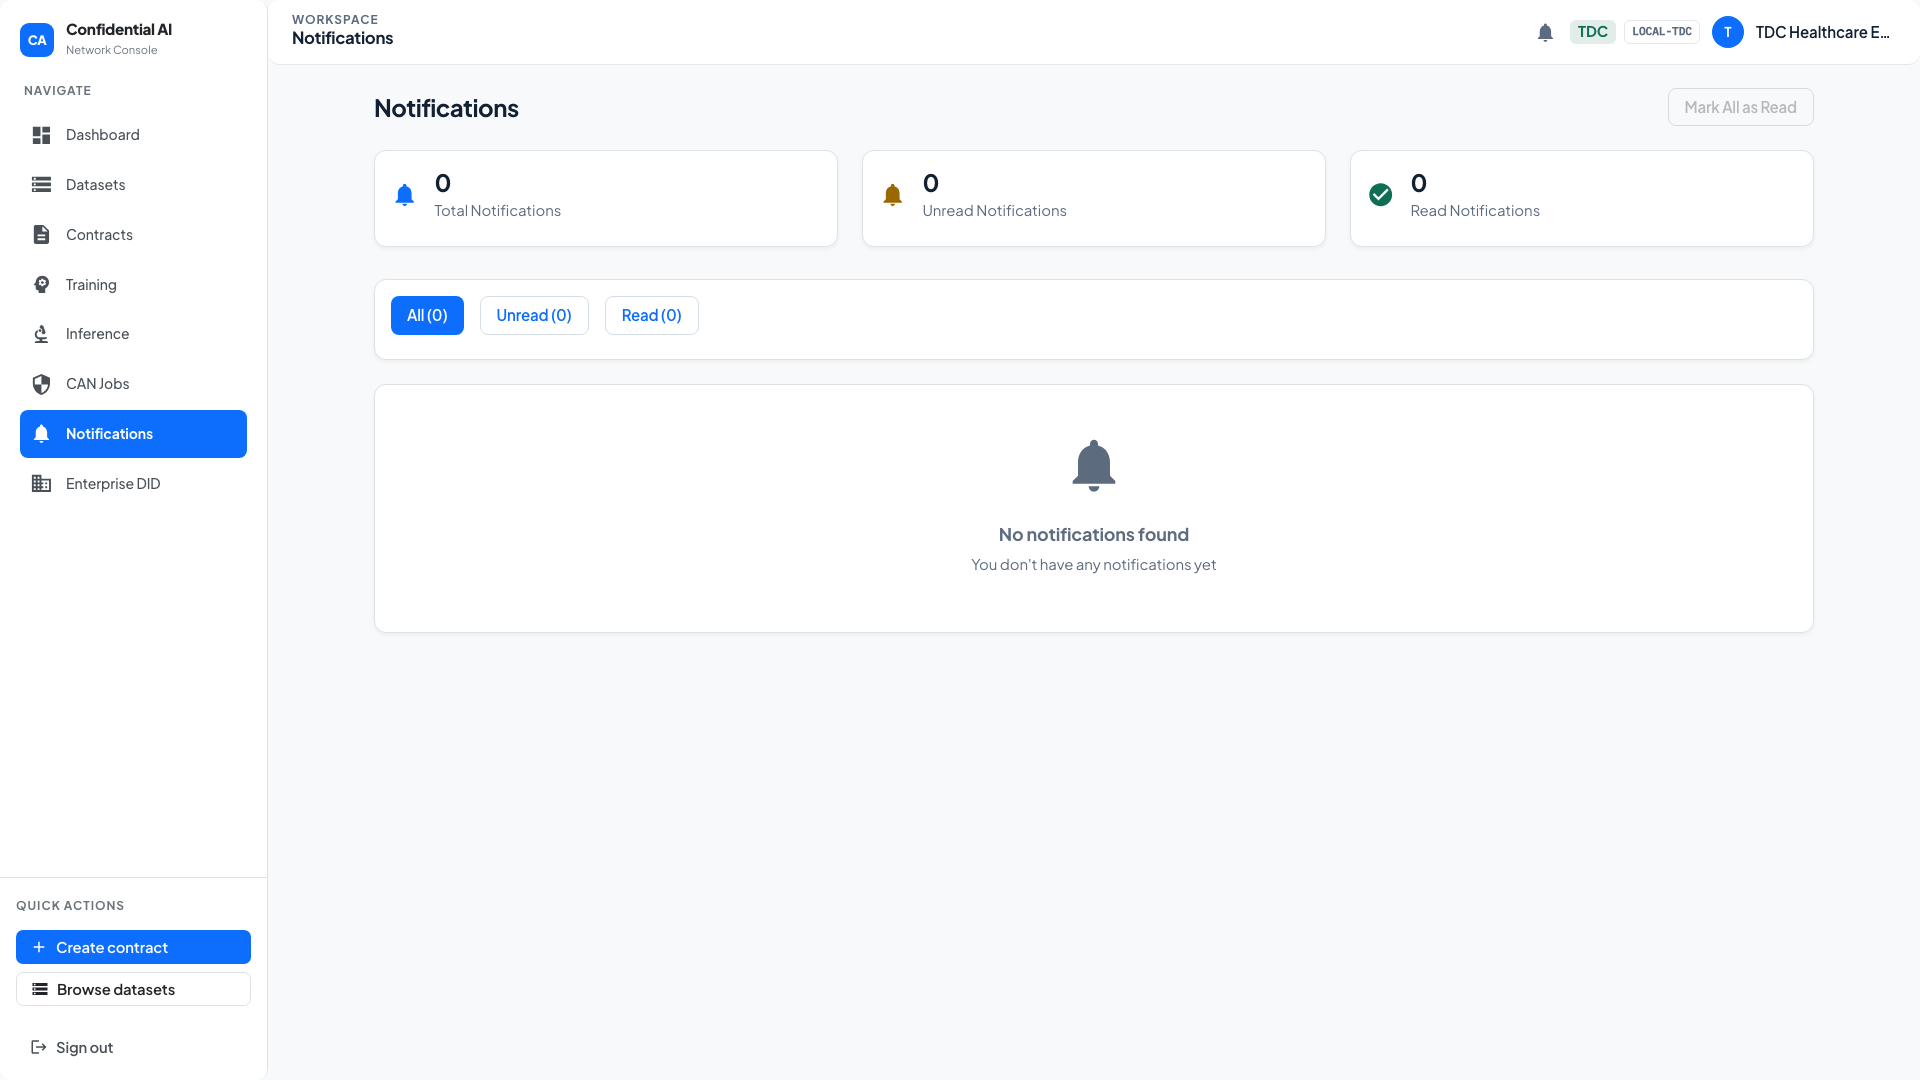 CA
Confidential AI
Network Console
NAVIGATE
Dashboard
Datasets
Contracts
Training
Inference
CAN Jobs
Notifications
Enterprise DID
QUICK ACTIONS
Create contract
Browse datasets
Sign out
WORKSPACE
Notifications
TDC
LOCAL-TDC
T
TDC Healthcare E...
Notifications
Mark All as Read
0
Total Notifications
0
Unread Notifications
0
Read Notifications
All (0)
Unread (0)
Read (0)
No notifications found
You don't have any notifications yet